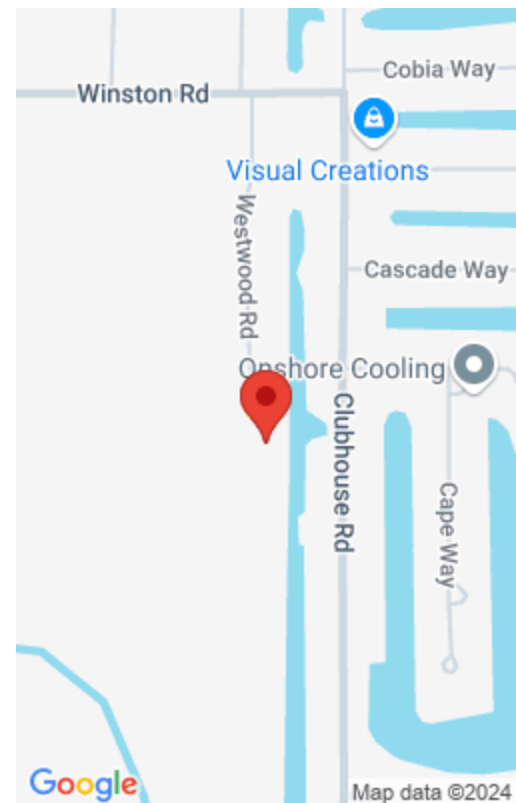 Cobia Way
Winston Rd
Visual Creations
Westwood Rd
Cascade Way
Onshore Cooling
Clubhouse Rd
Cape Way
Google
Map data ©2024